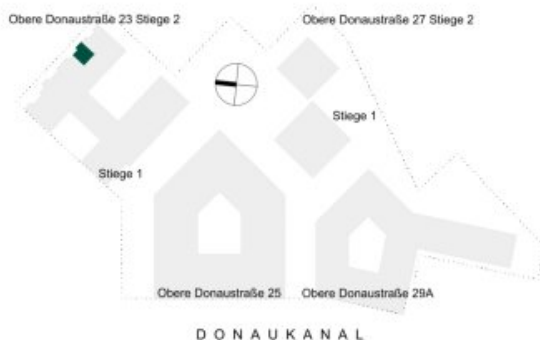 Obere Donaustraße 23 Stiege 2
Obere Donaustraße 27 Stiege 2
Stiege 1
Stiege 1
Obere Donaustraße 25
Obere Donaustraße 29A
DONAUKANAL